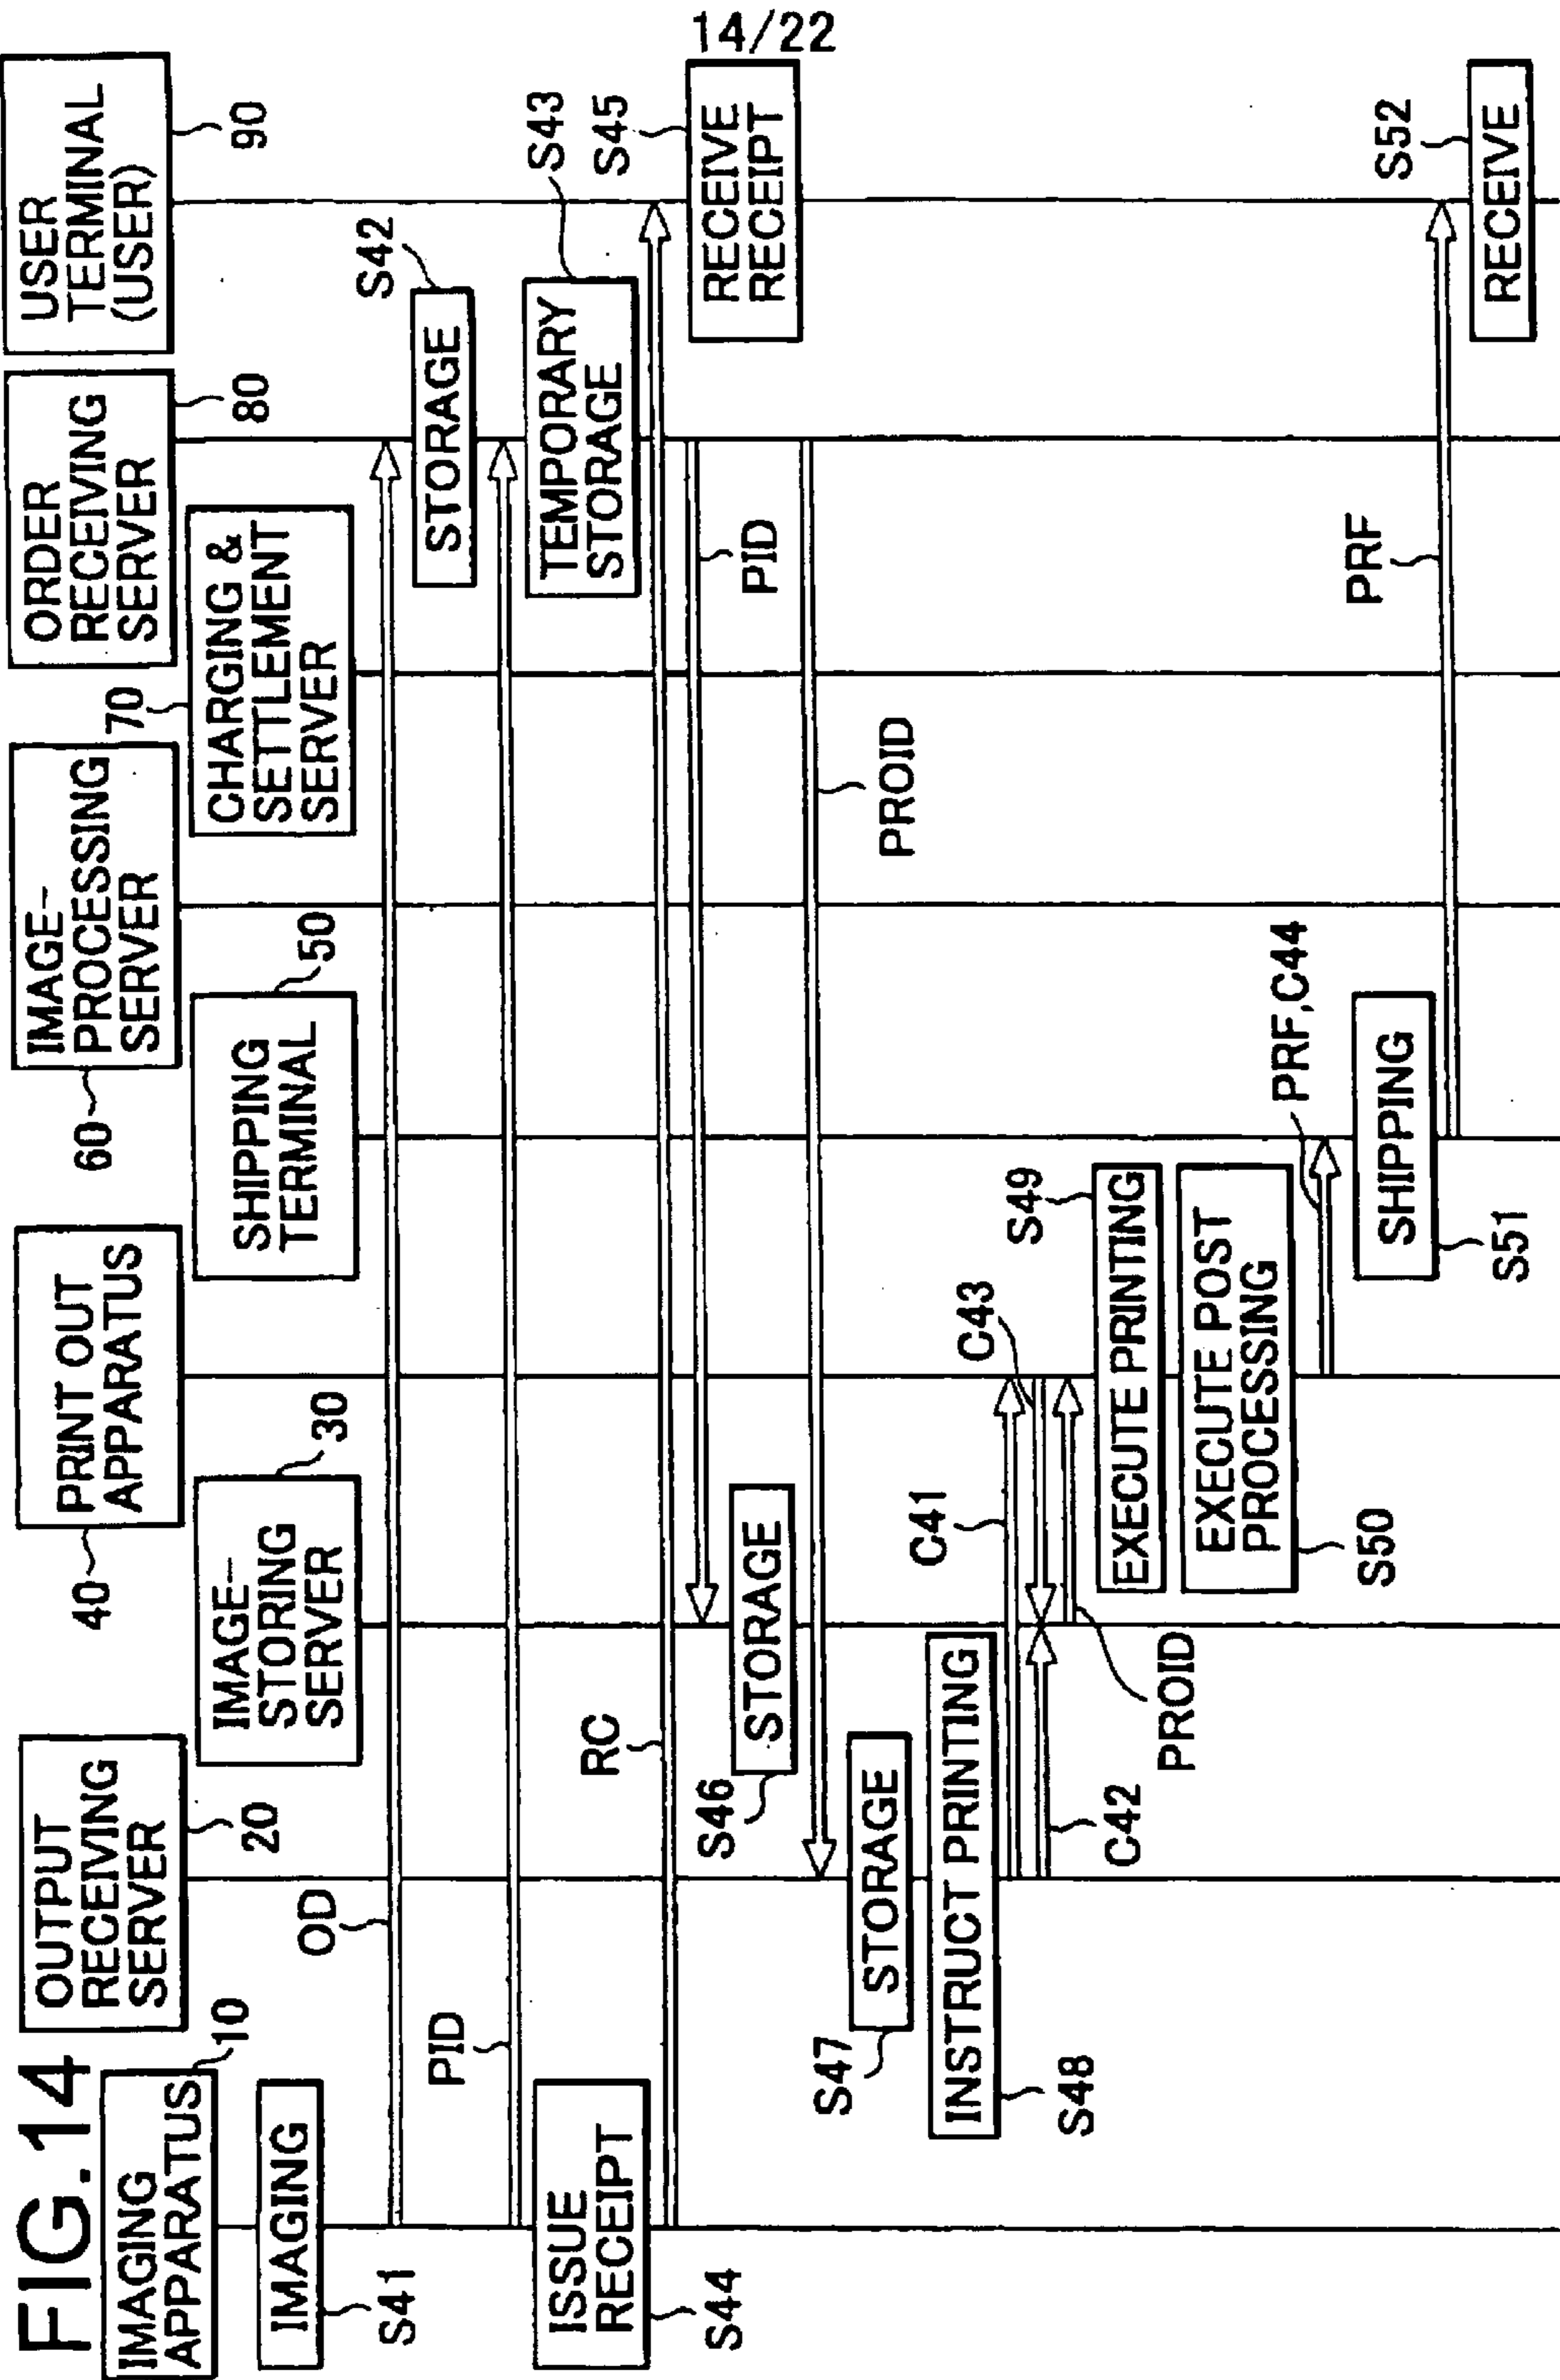 FIG.14
14/22
IMAGING
APPARATUS
10
OUTPUT
RECEIVING
SERVER
20
IMAGE-
STORING
SERVER
30
PRINT OUT
APPARATUS
40
SHIPPING
TERMINAL
50
IMAGE-
PROCESSING
SERVER
60
CHARGING &
SETTLEMENT
SERVER
70
ORDER
RECEIVING
SERVER
80
USER
TERMINAL
(USER)
90
IMAGING
S41
OD
STORAGE
S42
PID
TEMPORARY
STORAGE
S43
ISSUE
RECEIPT
S44
RC
RECEIVE
RECEIPT
S45
PID
STORAGE
S46
PROID
STORAGE
S47
INSTRUCT PRINTING
S48
C41
C42
C43
PROID
EXECUTE PRINTING
S49
EXECUTE POST
PROCESSING
S50
PRF,C44
SHIPPING
S51
PRF
RECEIVE
S52